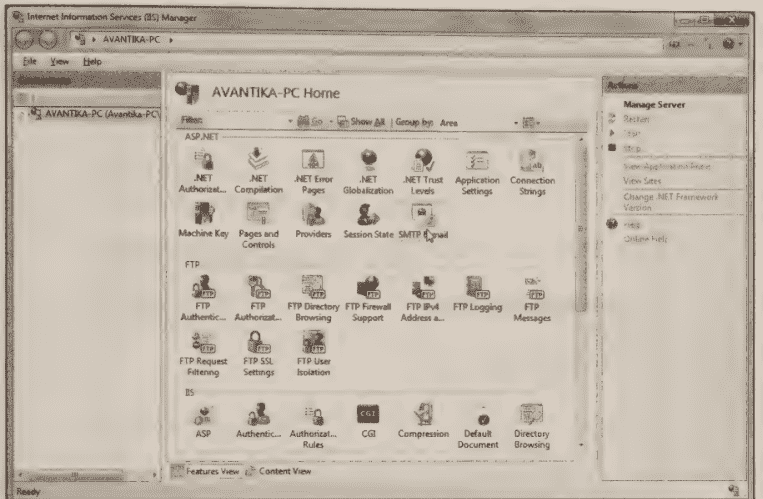 Internet Information Services (IIS) Manager
AVANTIKA-PC
File View Help
AVANTIKA-PC (Avantika-PC\
AVANTIKA-PC Home
Filter: Go Show All Group by: Area
ASP.NET
.NET Authorizat...
.NET Compilation
.NET Error Pages
.NET Globalization
.NET Trust Levels
Application Settings
Connection Strings
Machine Key
Pages and Controls
Providers
Session State
SMTP E-mail
FTP
FTP Authentic...
FTP Authorizat...
FTP Directory Browsing
FTP Firewall Support
FTP IPv4 Address a...
FTP Logging
FTP Messages
FTP Request Filtering
FTP SSL Settings
FTP User Isolation
IIS
ASP
Authentic...
Authorizat... Rules
CGI
Compression
Default Document
Directory Browsing
Features View Content View
Ready
Actions
Manage Server
Restart
Start
Stop
View Application Pools
View Sites
Change .NET Framework Version
Help
Online Help